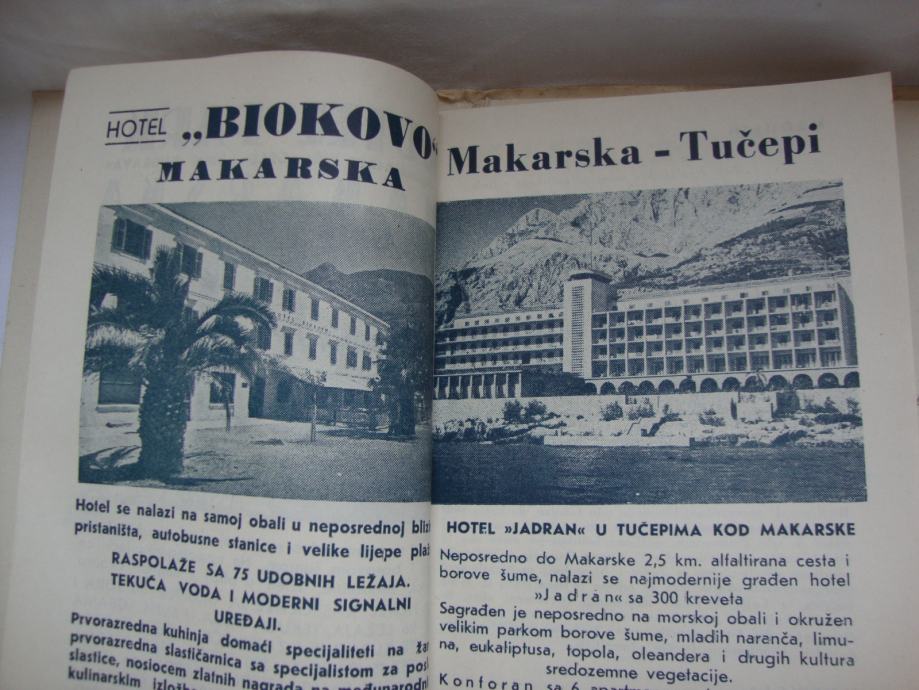 HOTEL „BIOKOVO“
MAKARSKA
Hotel se nalazi na samoj obali u neposrednoj
pristaništa, autobusne stanice i velike lijepe
RASPOLAŽE SA 75 UDOBNIH LEŽAJA.
TEKUĆA VODA I MODERNI SIGNALNI
UREĐAJI.
Prvorazredna kuhinja domaći specijaliteti na
prvorazredna slastičarnica sa specijalistom za
slastice, nosiocem zlatnih nagrada na
kulinarskim
Makarska - Tučepi
HOTEL »JADRAN« U TUČEPIMA KOD MAKARSKE
Neposredno do Makarske 2,5 km. alfaltirana cesta i
borove šume, nalazi se najmodernije građen hotel
»Jadran« sa 300 kreveta
Sagrađen je neposredno na morskoj obali i okružen
velikim parkom borove šume, mladih naranča, limu-
na, eukaliptusa, topola, oleandera i drugih kultura
sredozemne vegetacije.
Konforan sa 6